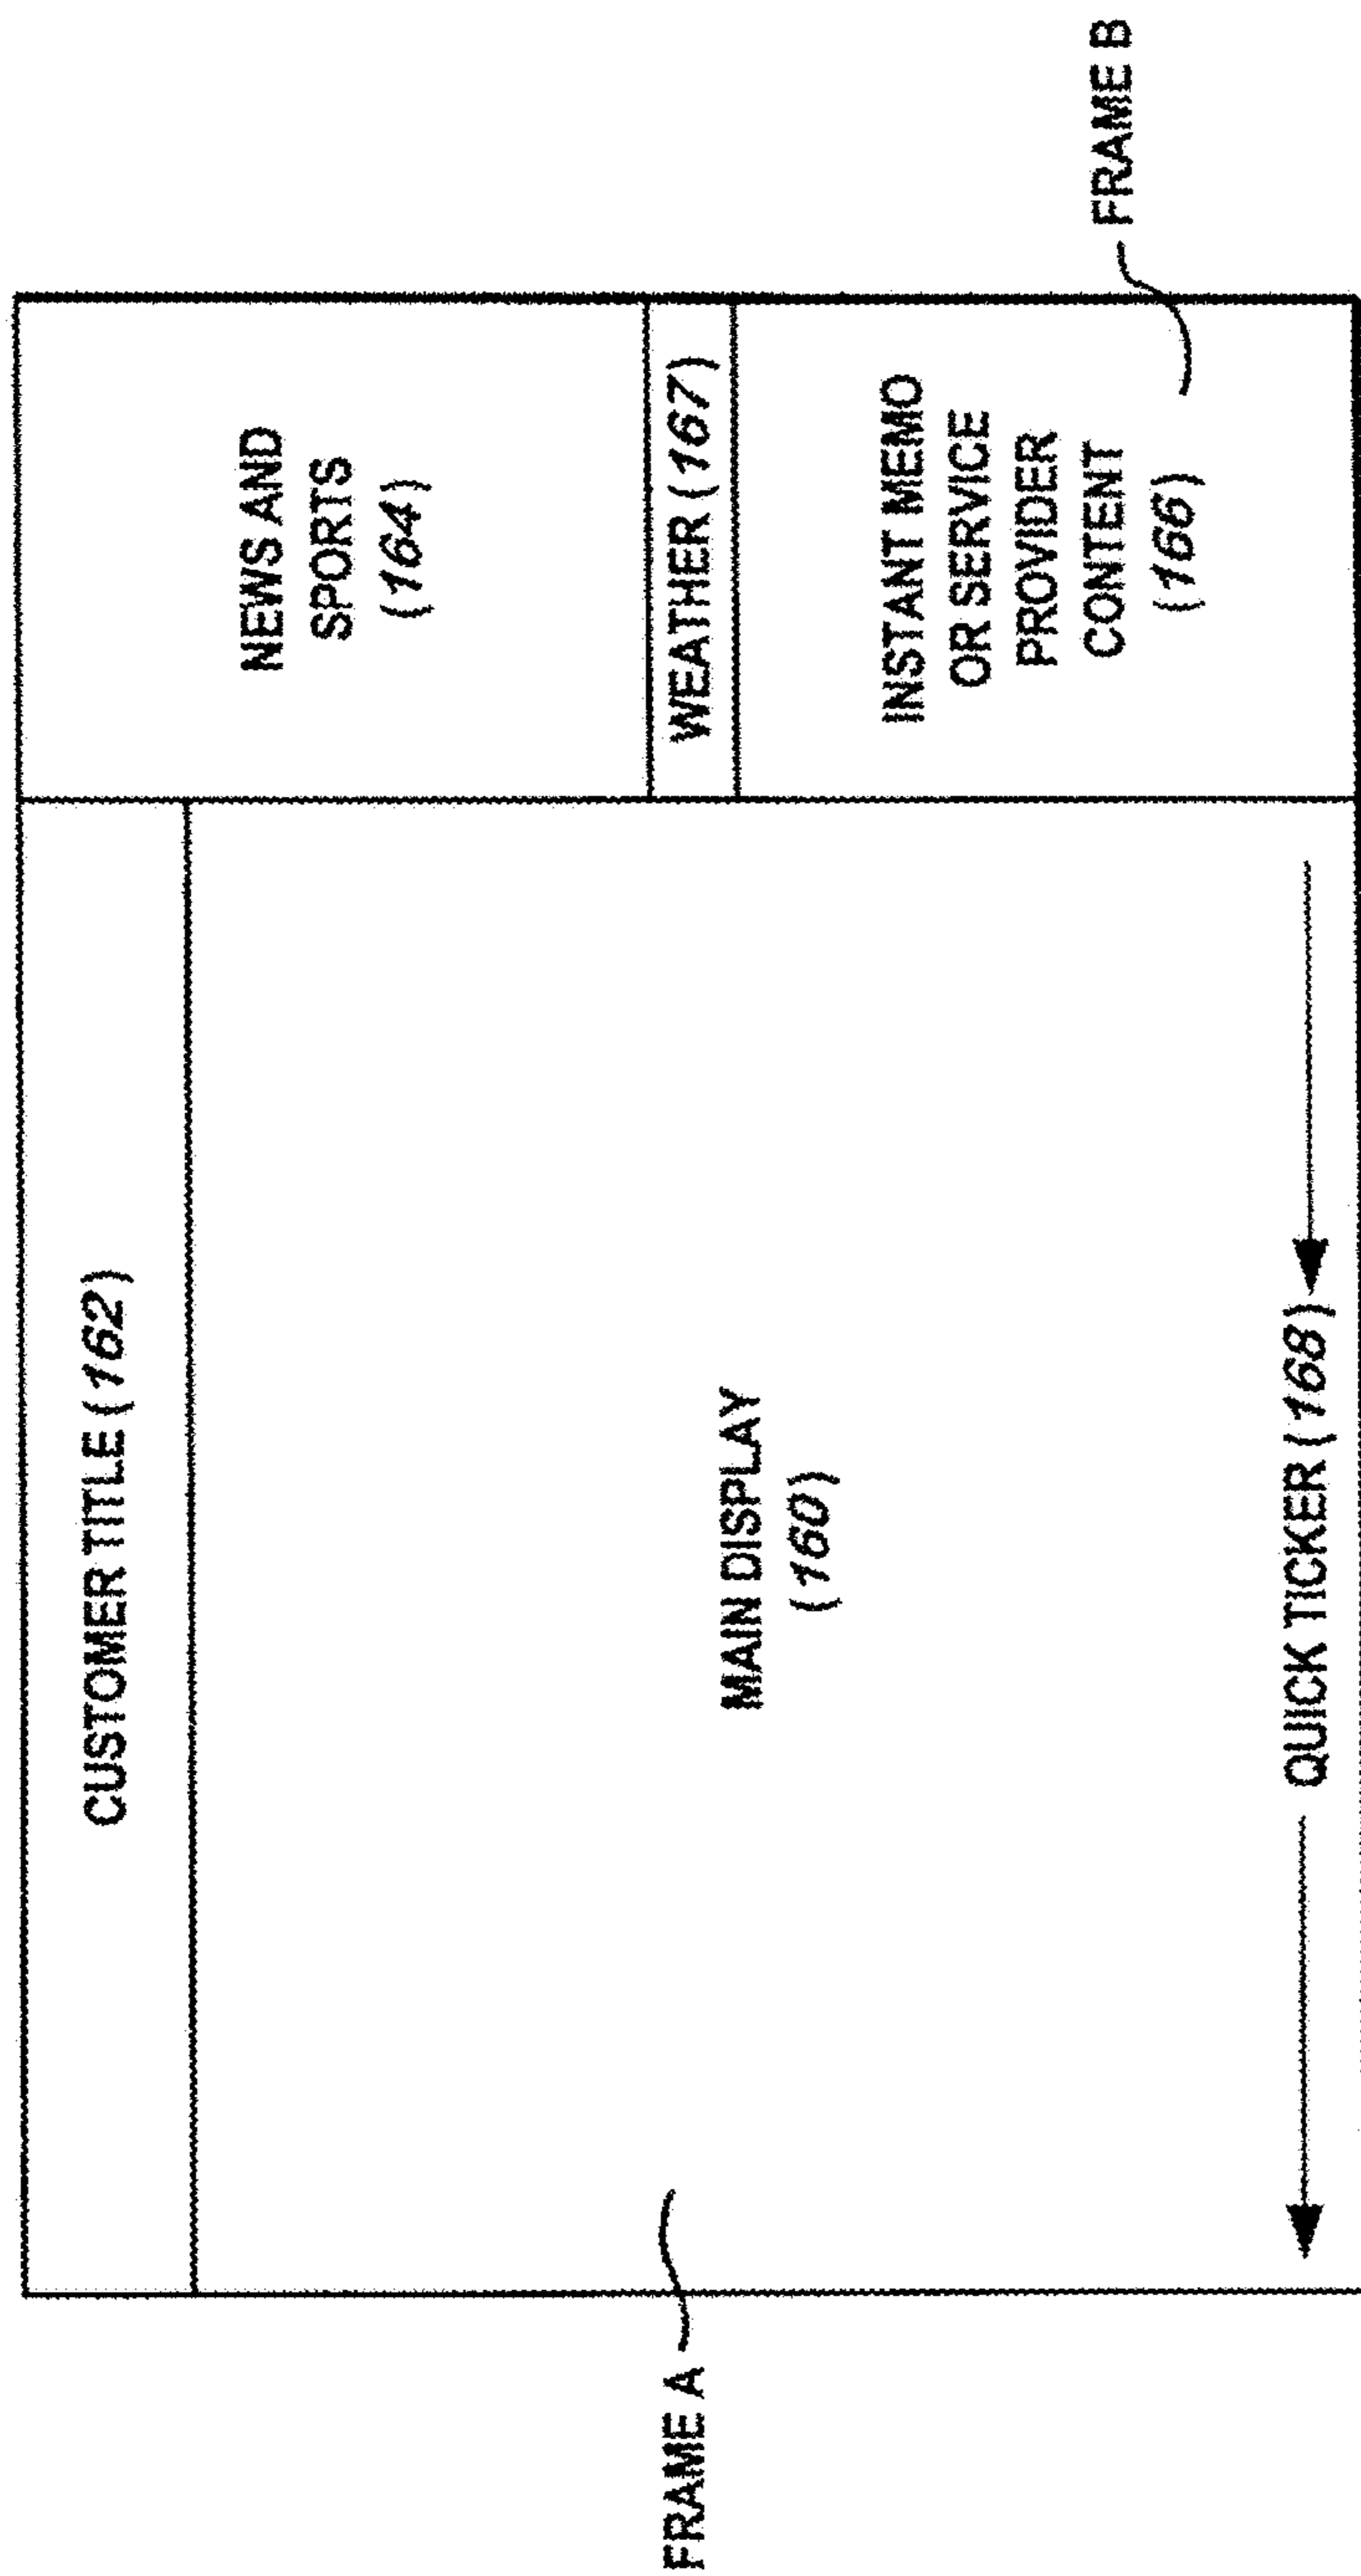 CUSTOMER TITLE (162)
NEWS AND
SPORTS
(164)
WEATHER (167)
FRAME A
MAIN DISPLAY
(160)
INSTANT MEMO
OR SERVICE
PROVIDER
CONTENT
(166)
FRAME B
QUICK TICKER (168)